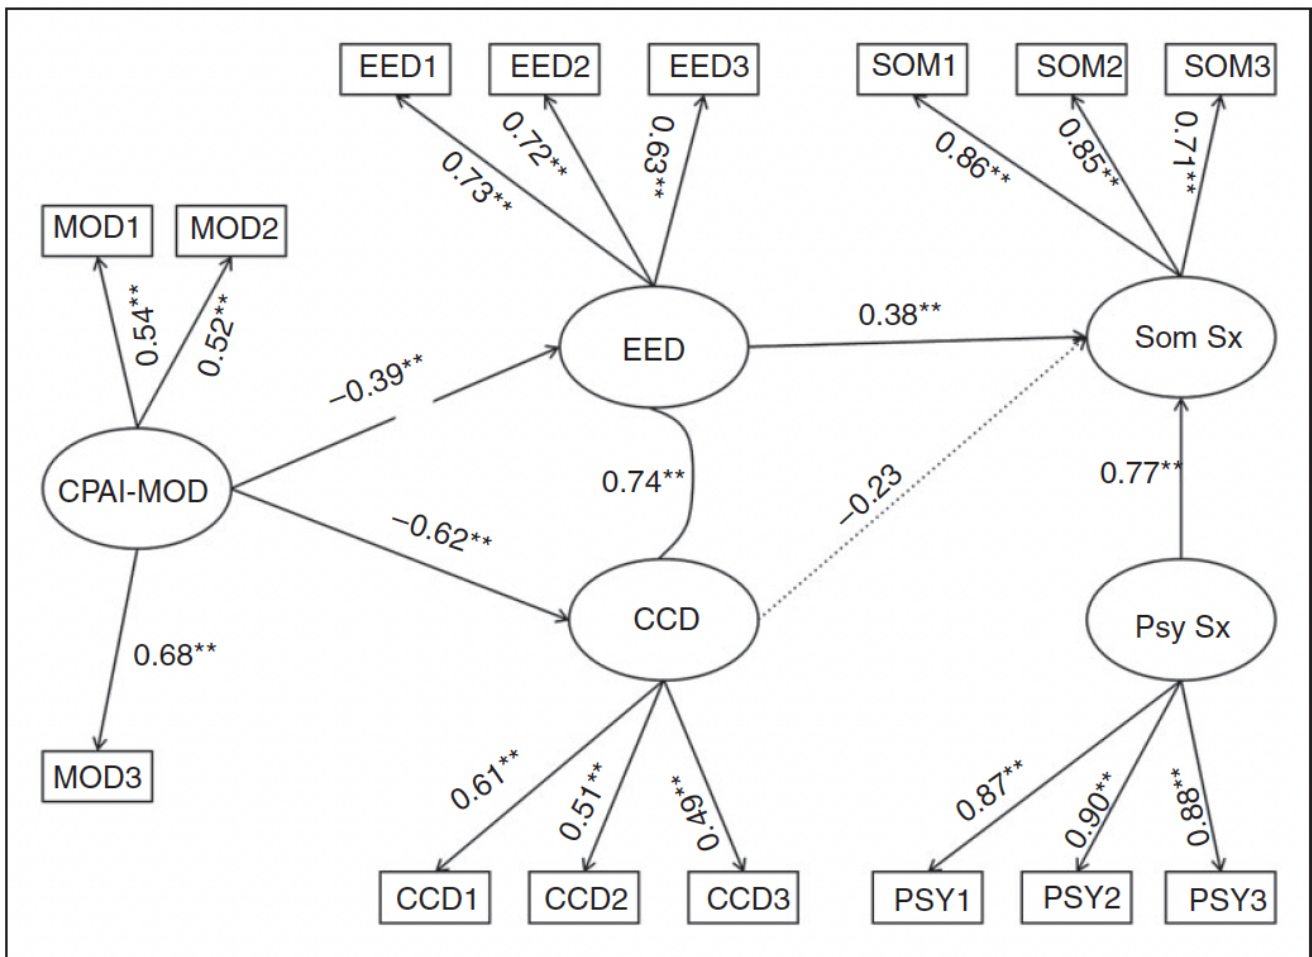 EED1
EED2
EED3
SOM1
SOM2
SOM3
0.73**
0.72**
0.63**
0.86**
0.85**
0.71**
MOD1
MOD2
0.54**
0.52**
−0.39**
EED
0.38**
Som Sx
CPAI-MOD
0.74**
−0.23
0.77**
−0.62**
CCD
Psy Sx
0.68**
MOD3
0.61**
0.51**
0.49**
0.87**
0.90**
0.88**
CCD1
CCD2
CCD3
PSY1
PSY2
PSY3